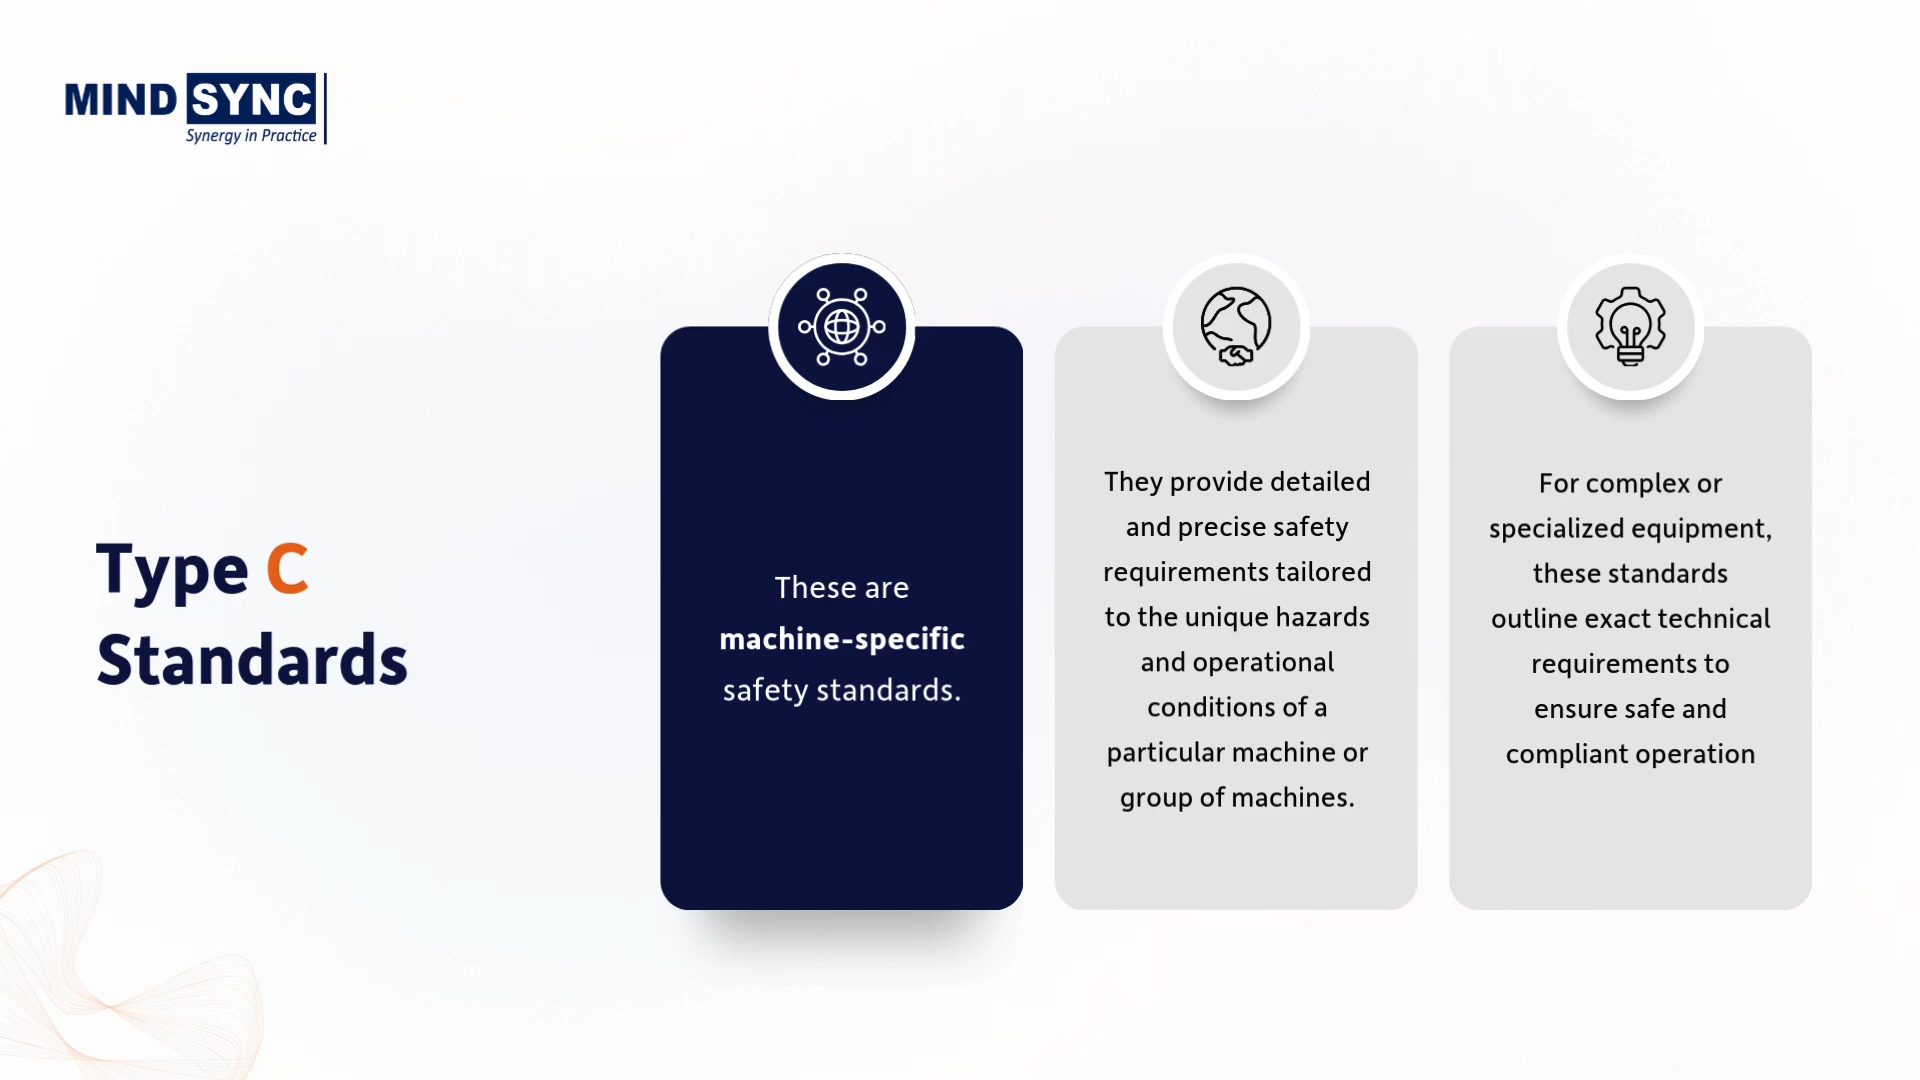 MIND SYNC
Synergy in Practice
Type C
Standards
These are
machine-specific
safety standards.
They provide detailed
and precise safety
requirements tailored
to the unique hazards
and operational
conditions of a
particular machine or
group of machines.
For complex or
specialized equipment,
these standards
outline exact technical
requirements to
ensure safe and
compliant operation